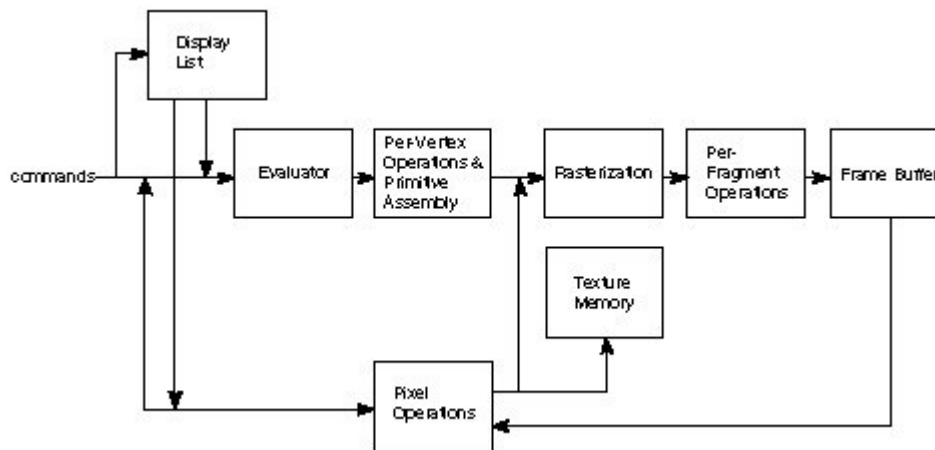 Display
List
commands
Evaluator
Per-Vertex
Operations &
Primitive
Assembly
Rasterization
Per-
Fragment
Operations
Frame Buffer
Texture
Memory
Pixel
Operations